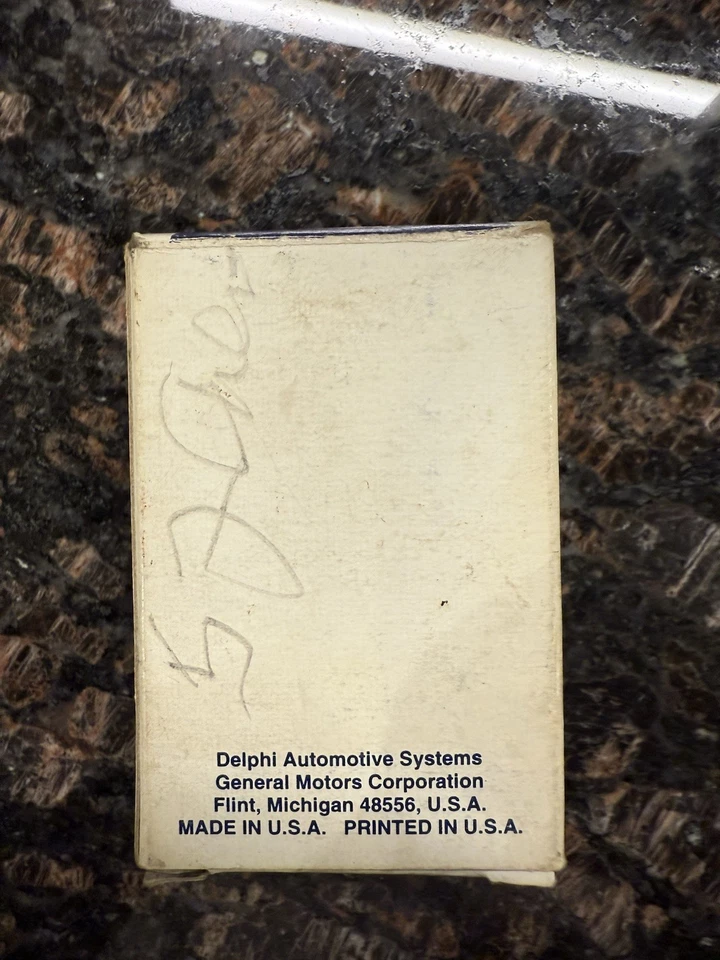 Delphi Automotive Systems
General Motors Corporation
Flint, Michigan 48556, U.S.A.
MADE IN U.S.A. PRINTED IN U.S.A.